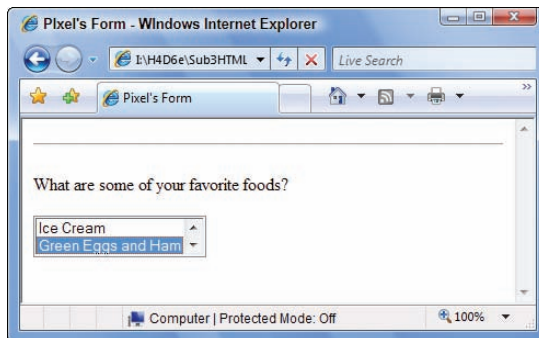 Pixel's Form - Windows Internet Explorer
I:\H4D6e\Sub3HTML
Live Search
Pixel's Form
What are some of your favorite foods?
Ice Cream
Green Eggs and Ham
Computer | Protected Mode: Off
100%